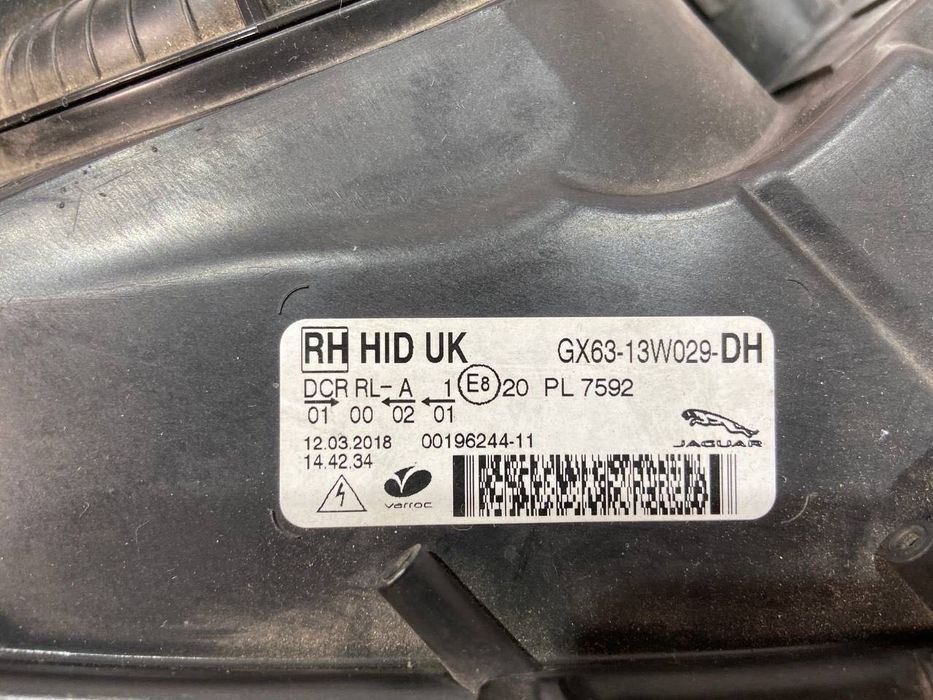 RH HID UK GX63-13W029-DH
DCR RL- A 1 E8 20 PL 7592
01 00 02 01
12.03.2018 00196244-11
14.42.34
JAGUAR
varroc